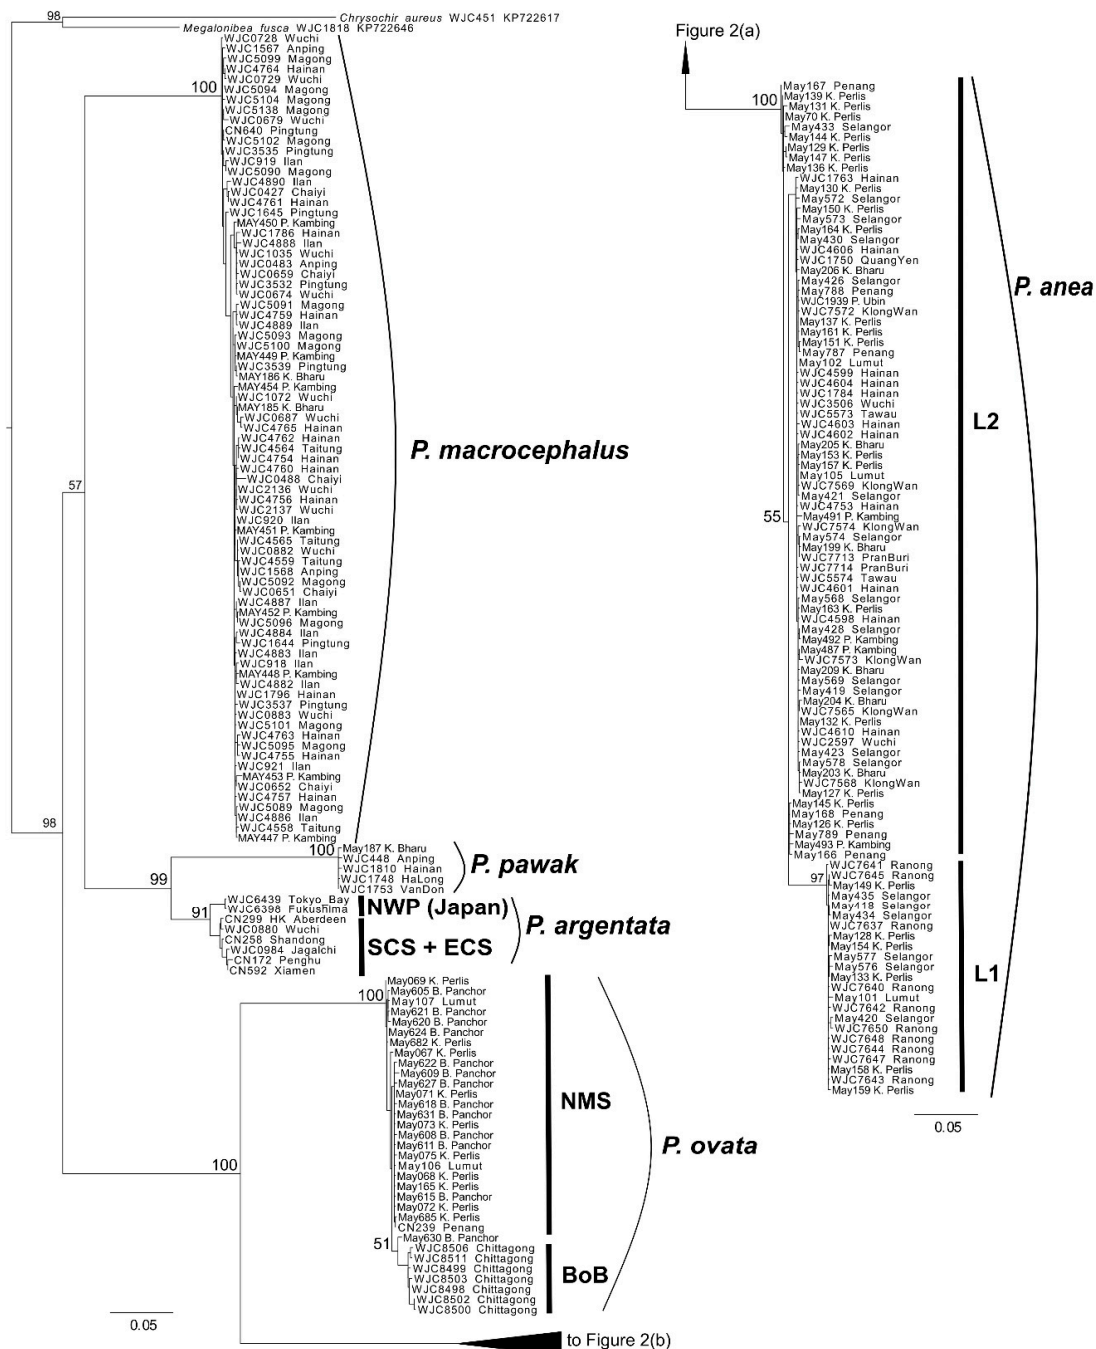 98
Chrysochir aureus WJC451 KP722617
Megalonibea fusca WJC1818 KP722646
WJC0728 Wuchi
WJC1567 Anping
WJC5099 Magong
WJC4764 Hainan
WJC0729 Wuchi
100
WJC5094 Magong
WJC5104 Magong
WJC5138 Magong
WJC0679 Wuchi
CN640 Pingtung
WJC5102 Magong
WJC3535 Pingtung
WJC919 Ilan
WJC5090 Magong
WJC4890 Ilan
WJC0427 Chaiyi
WJC4761 Hainan
WJC1645 Pingtung
MAY450 P. Kambing
WJC1786 Hainan
WJC4888 Ilan
WJC1035 Wuchi
WJC0483 Anping
WJC0659 Chaiyi
WJC3532 Pingtung
WJC0674 Wuchi
WJC5091 Magong
WJC4759 Hainan
WJC4889 Ilan
WJC5093 Magong
WJC5100 Magong
MAY449 P. Kambing
WJC3539 Pingtung
MAY186 K. Bharu
MAY454 P. Kambing
WJC1072 Wuchi
MAY185 K. Bharu
WJC0687 Wuchi
WJC4765 Hainan
WJC4762 Hainan
WJC4564 Taitung
WJC4754 Hainan
WJC4760 Hainan
WJC0488 Chaiyi
57
WJC2136 Wuchi
WJC4756 Hainan
WJC2137 Wuchi
WJC920 Ilan
MAY451 P. Kambing
WJC4565 Taitung
WJC0882 Wuchi
WJC4559 Taitung
WJC1568 Anping
WJC5092 Magong
WJC0651 Chaiyi
WJC4887 Ilan
MAY452 P. Kambing
WJC5096 Magong
WJC4884 Ilan
WJC1644 Pingtung
WJC4883 Ilan
WJC918 Ilan
MAY448 P. Kambing
WJC4882 Ilan
WJC1796 Hainan
WJC3537 Pingtung
WJC0883 Wuchi
WJC5101 Magong
WJC4763 Hainan
WJC5095 Magong
WJC4755 Hainan
WJC921 Ilan
MAY453 P. Kambing
WJC0652 Chaiyi
WJC4757 Hainan
WJC5089 Magong
WJC4886 Ilan
98
WJC4558 Taitung
MAY447 P. Kambing
P. macrocephalus
100
May187 K. Bharu
WJC448 Anping
WJC1810 Hainan
WJC1748 HaLong
WJC1753 VanDon
P. pawak
99
WJC6439 Tokyo_Bay
WJC6398 Fukushima
NWP (Japan)
91
CN299 HK Aberdeen
WJC0880 Wuchi
CN258 Shandong
WJC0984 Jagalchi
CN172 Penghu
CN592 Xiamen
SCS + ECS
P. argentata
May069 K. Perlis
May605 B. Panchor
100
May107 Lumut
May621 B. Panchor
May620 B. Panchor
May624 B. Panchor
May682 K. Perlis
May067 K. Perlis
May622 B. Panchor
May609 B. Panchor
May627 B. Panchor
May071 K. Perlis
May618 B. Panchor
May631 B. Panchor
May073 K. Perlis
May608 B. Panchor
May611 B. Panchor
May075 K. Perlis
May106 Lumut
May068 K. Perlis
May165 K. Perlis
May615 B. Panchor
May072 K. Perlis
May685 K. Perlis
CN239 Penang
NMS
100
51
May630 B. Panchor
WJC8506 Chittagong
WJC8511 Chittagong
WJC8499 Chittagong
WJC8503 Chittagong
WJC8498 Chittagong
WJC8502 Chittagong
WJC8500 Chittagong
BoB
P. ovata
0.05
to Figure 2(b)
Figure 2(a)
May167 Penang
May139 K. Perlis
100
May131 K. Perlis
May70 K. Perlis
May433 Selangor
May144 K. Perlis
May129 K. Perlis
May147 K. Perlis
May136 K. Perlis
WJC1763 Hainan
May130 K. Perlis
May572 Selangor
May150 K. Perlis
May573 Selangor
May164 K. Perlis
May430 Selangor
WJC4606 Hainan
WJC1750 QuangYen
May206 K. Bharu
May426 Selangor
May788 Penang
WJC1939 P. Ubin
WJC7572 KlongWan
May137 K. Perlis
May161 K. Perlis
May151 K. Perlis
May787 Penang
May102 Lumut
WJC4599 Hainan
WJC4604 Hainan
WJC1784 Hainan
WJC3506 Wuchi
WJC5573 Tawau
WJC4603 Hainan
WJC4602 Hainan
May205 K. Bharu
May153 K. Perlis
May157 K. Perlis
May105 Lumut
WJC7569 KlongWan
May421 Selangor
WJC4753 Hainan
55
May491 P. Kambing
WJC7574 KlongWan
May574 Selangor
May199 K. Bharu
WJC7713 PranBuri
WJC7714 PranBuri
WJC5574 Tawau
WJC4601 Hainan
May568 Selangor
May163 K. Perlis
WJC4598 Hainan
May428 Selangor
May492 P. Kambing
May487 P. Kambing
WJC7573 KlongWan
May209 K. Bharu
May569 Selangor
May419 Selangor
May204 K. Bharu
WJC7565 KlongWan
May132 K. Perlis
WJC4610 Hainan
WJC2597 Wuchi
May423 Selangor
May578 Selangor
May203 K. Bharu
WJC7568 KlongWan
May127 K. Perlis
May145 K. Perlis
May168 Penang
May126 K. Perlis
May789 Penang
May493 P. Kambing
May166 Penang
L2
P. anea
WJC7641 Ranong
97
WJC7645 Ranong
May149 K. Perlis
May435 Selangor
May418 Selangor
May434 Selangor
WJC7637 Ranong
May128 K. Perlis
May154 K. Perlis
May577 Selangor
May576 Selangor
May133 K. Perlis
WJC7640 Ranong
May101 Lumut
WJC7642 Ranong
May420 Selangor
WJC7650 Ranong
WJC7648 Ranong
WJC7644 Ranong
WJC7647 Ranong
May158 K. Perlis
WJC7643 Ranong
May159 K. Perlis
L1
0.05